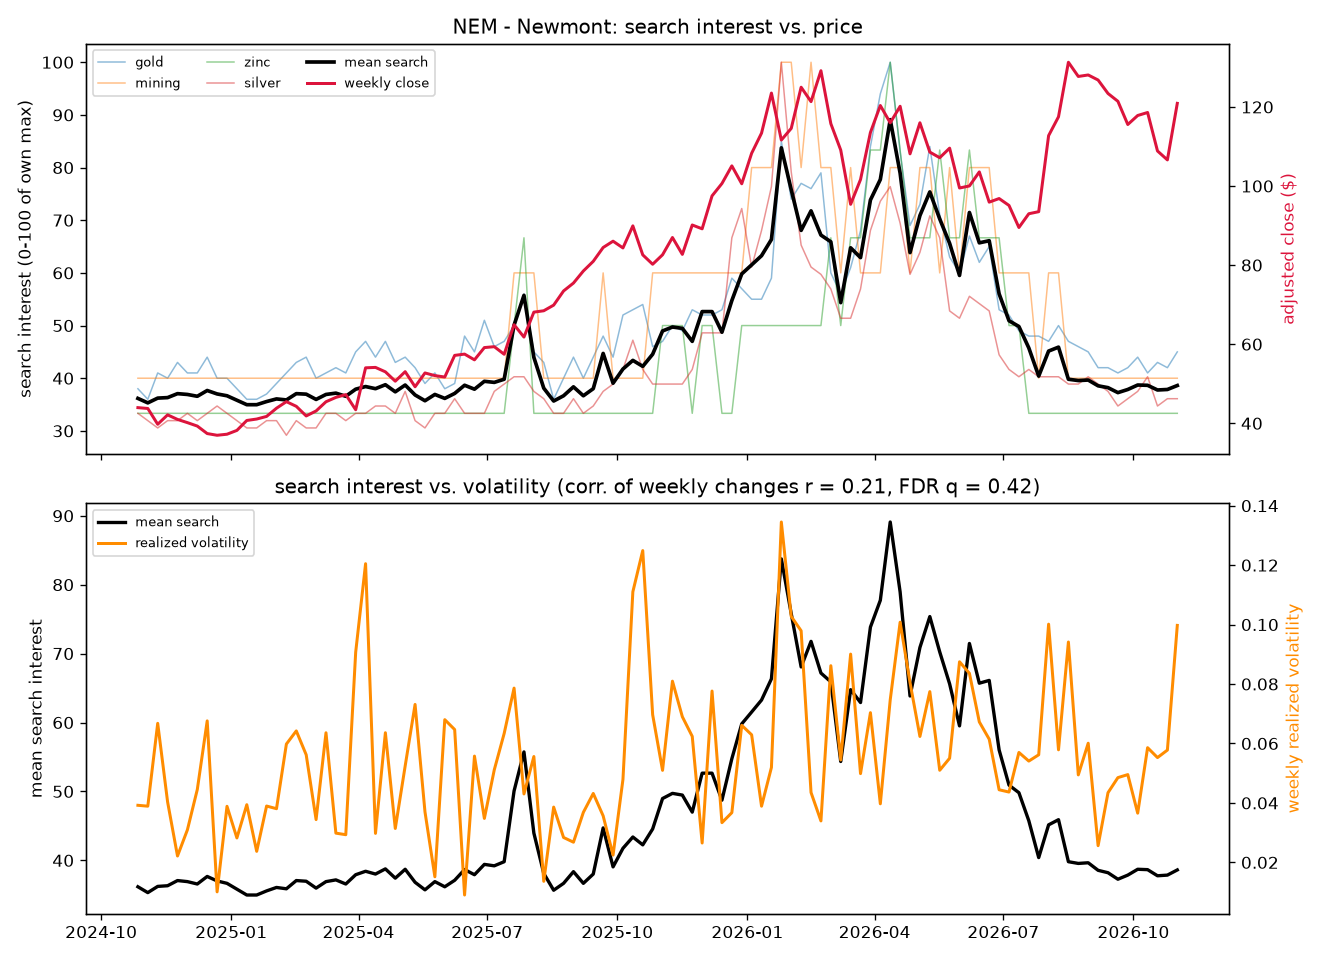 NEM - Newmont: search interest vs. price
gold
mining
zinc
silver
mean search
weekly close
search interest (0-100 of own max)
100
90
80
70
60
50
40
30
adjusted close ($)
120
100
80
60
40
search interest vs. volatility (corr. of weekly changes r = 0.21, FDR q = 0.42)
mean search
realized volatility
mean search interest
90
80
70
60
50
40
weekly realized volatility
0.14
0.12
0.10
0.08
0.06
0.04
0.02
2024-10
2025-01
2025-04
2025-07
2025-10
2026-01
2026-04
2026-07
2026-10